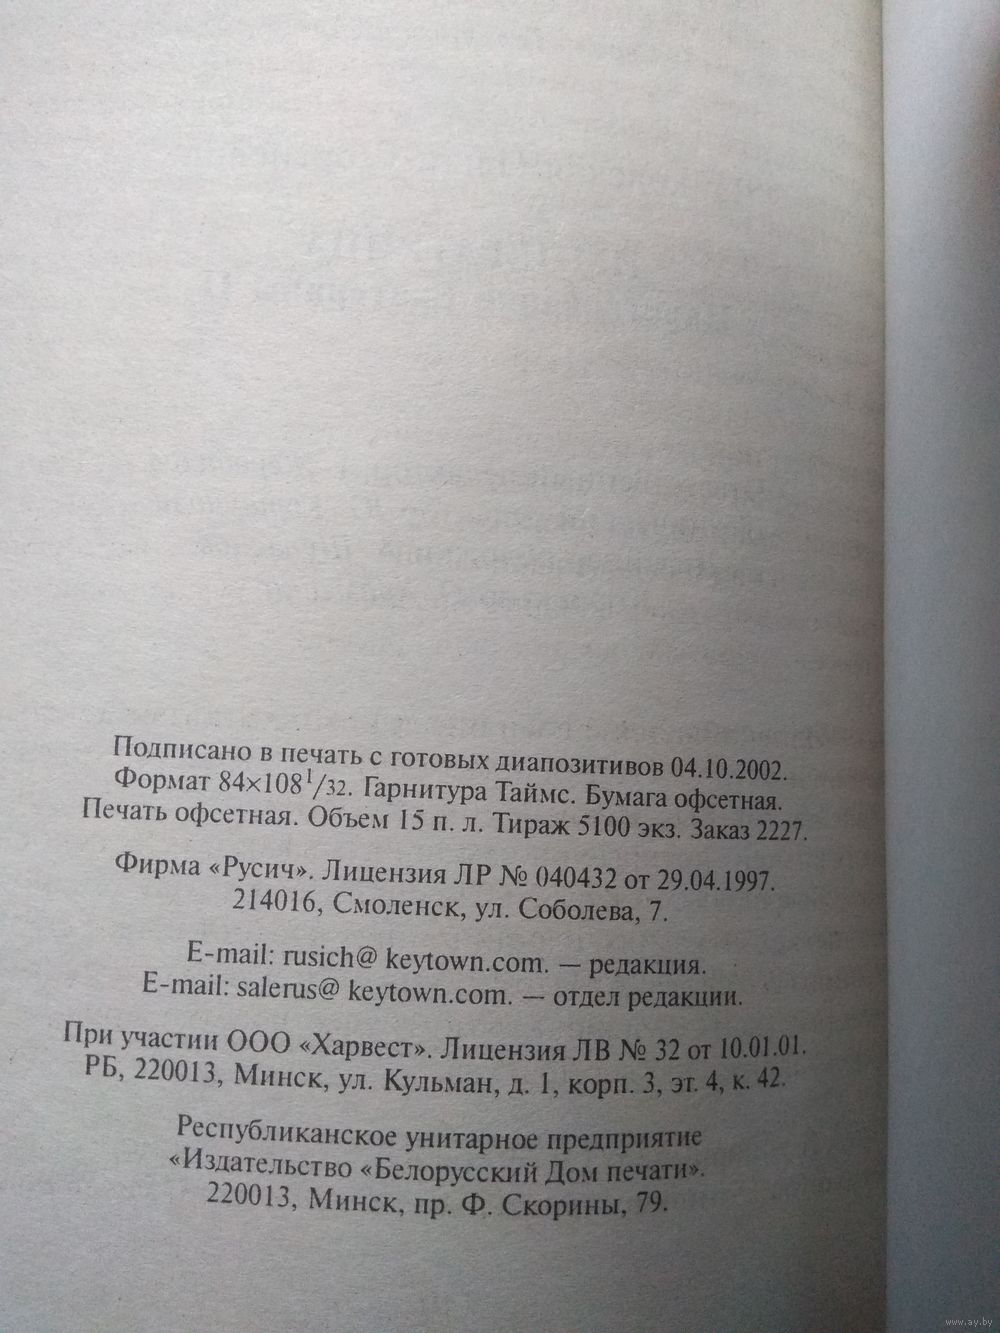 Подписано в печать с готовых диапозитивов 04.10.2002.
Формат 84×108 1/32. Гарнитура Таймс. Бумага офсетная.
Печать офсетная. Объем 15 п. л. Тираж 5100 экз. Заказ 2227.
Фирма «Русич». Лицензия ЛР № 040432 от 29.04.1997.
214016, Смоленск, ул. Соболева, 7.
E-mail: rusich@ keytown.com. — редакция.
E-mail: salerus@ keytown.com. — отдел редакции.
При участии ООО «Харвест». Лицензия ЛВ № 32 от 10.01.01.
РБ, 220013, Минск, ул. Кульман, д. 1, корп. 3, эт. 4, к. 42.
Республиканское унитарное предприятие
«Издательство «Белорусский Дом печати».
220013, Минск, пр. Ф. Скорины, 79.
www.ay.by